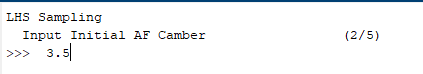 LHS Sampling
Input Initial AF Camber (2/5)
>>> 3.5